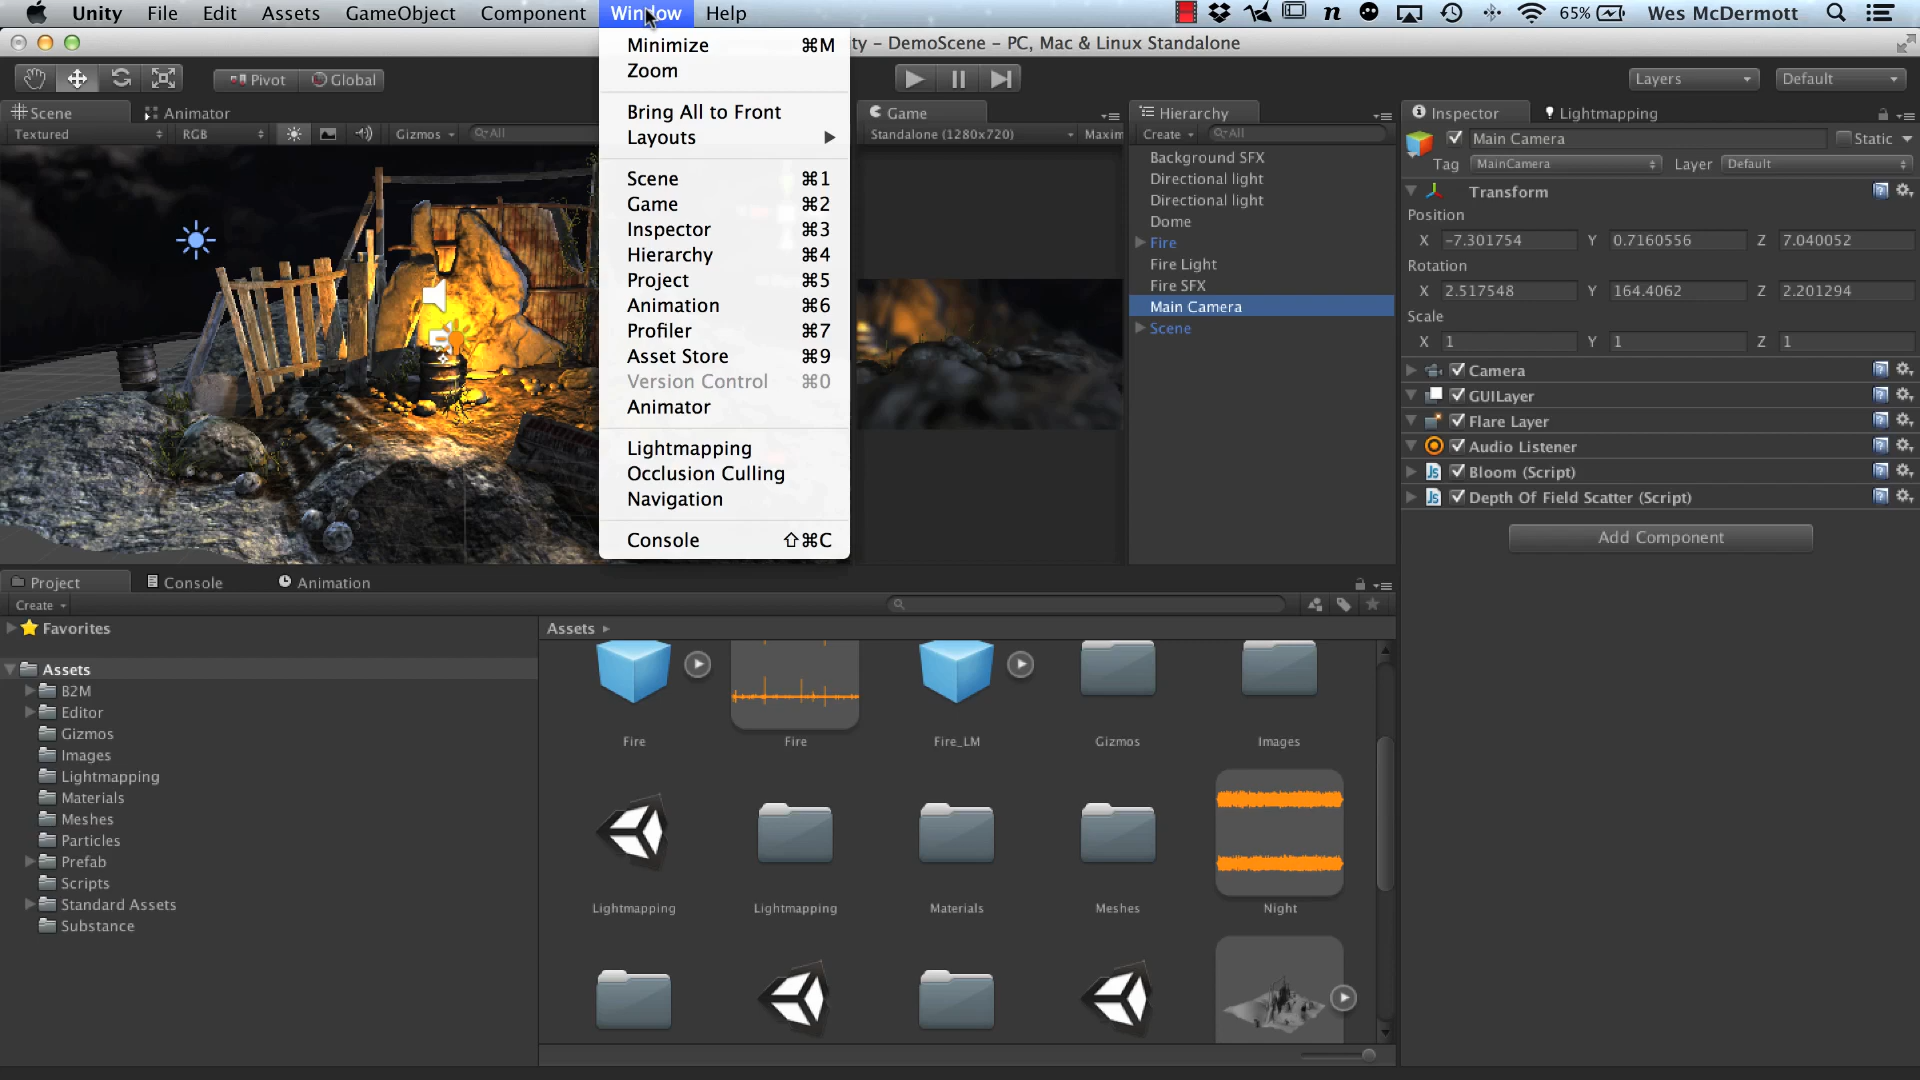 Unity File Edit Assets GameObject Component Window Help 65% Wes McDermott
ty – DemoScene – PC, Mac & Linux Standalone
Pivot Global Layers Default
Scene Animator
Textured RGB Gizmos All
Minimize ⌘M
Zoom
Bring All to Front
Layouts
Scene ⌘1
Game ⌘2
Inspector ⌘3
Hierarchy ⌘4
Project ⌘5
Animation ⌘6
Profiler ⌘7
Asset Store ⌘9
Version Control ⌘0
Animator
Lightmapping
Occlusion Culling
Navigation
Console ⇧⌘C
Game
Standalone (1280x720) Maxim
Hierarchy
Create All
Background SFX
Directional light
Directional light
Dome
Fire
Fire Light
Fire SFX
Main Camera
Scene
Inspector Lightmapping
Main Camera Static
Tag MainCamera Layer Default
Transform
Position
X -7.301754 Y 0.7160556 Z 7.040052
Rotation
X 2.517548 Y 164.4062 Z 2.201294
Scale
X 1 Y 1 Z 1
Camera
GUILayer
Flare Layer
Audio Listener
Bloom (Script)
Depth Of Field Scatter (Script)
Add Component
Project Console Animation
Create
Favorites
Assets
B2M
Editor
Gizmos
Images
Lightmapping
Materials
Meshes
Particles
Prefab
Scripts
Standard Assets
Substance
Assets
Fire Fire Fire_LM Gizmos Images
Lightmapping Lightmapping Materials Meshes Night